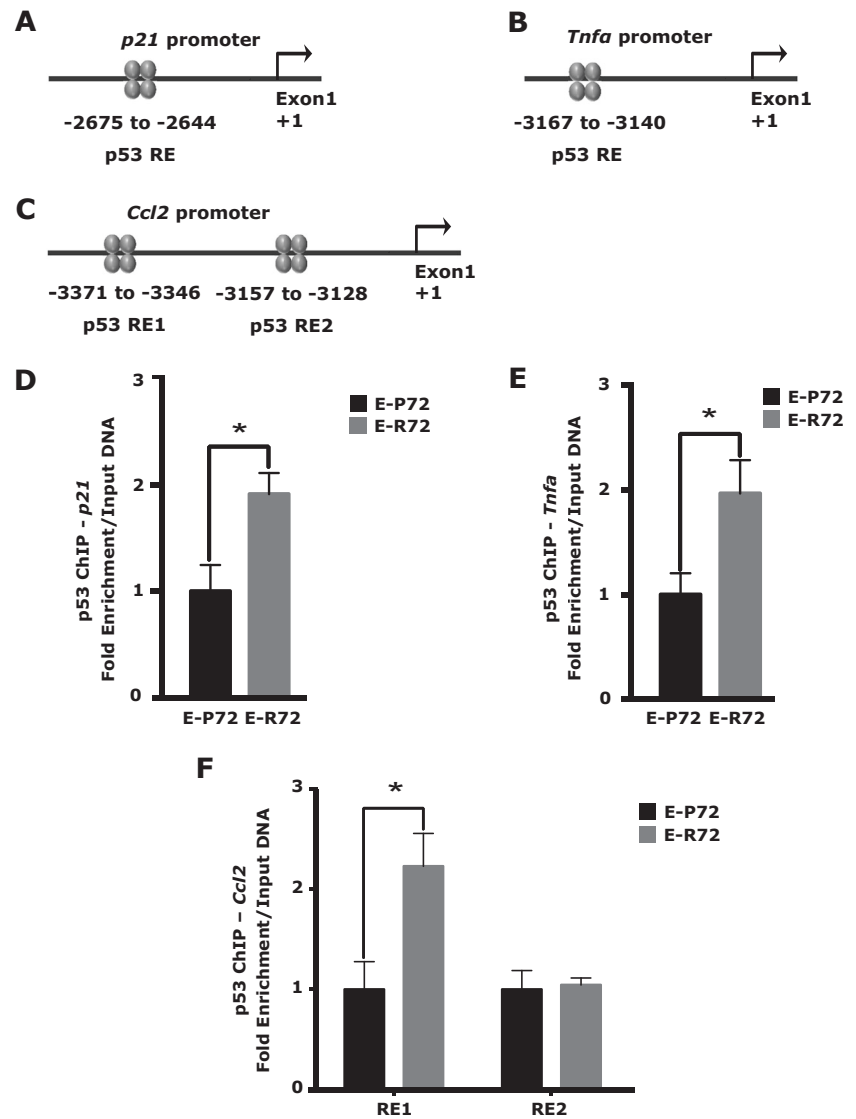 A
p21 promoter
Exon1
+1
-2675 to -2644
p53 RE
B
Tnfa promoter
Exon1
+1
-3167 to -3140
p53 RE
C
Ccl2 promoter
Exon1
+1
-3371 to -3346
-3157 to -3128
p53 RE1
p53 RE2
D
p53 ChIP - p21
Fold Enrichment/Input DNA
3
2
1
0
*
E-P72
E-R72
E-P72 E-R72
E
p53 ChIP - Tnfa
Fold Enrichment/Input DNA
3
2
1
0
*
E-P72
E-R72
E-P72 E-R72
F
p53 ChIP – Ccl2
Fold Enrichment/Input DNA
3
2
1
0
*
E-P72
E-R72
RE1
RE2